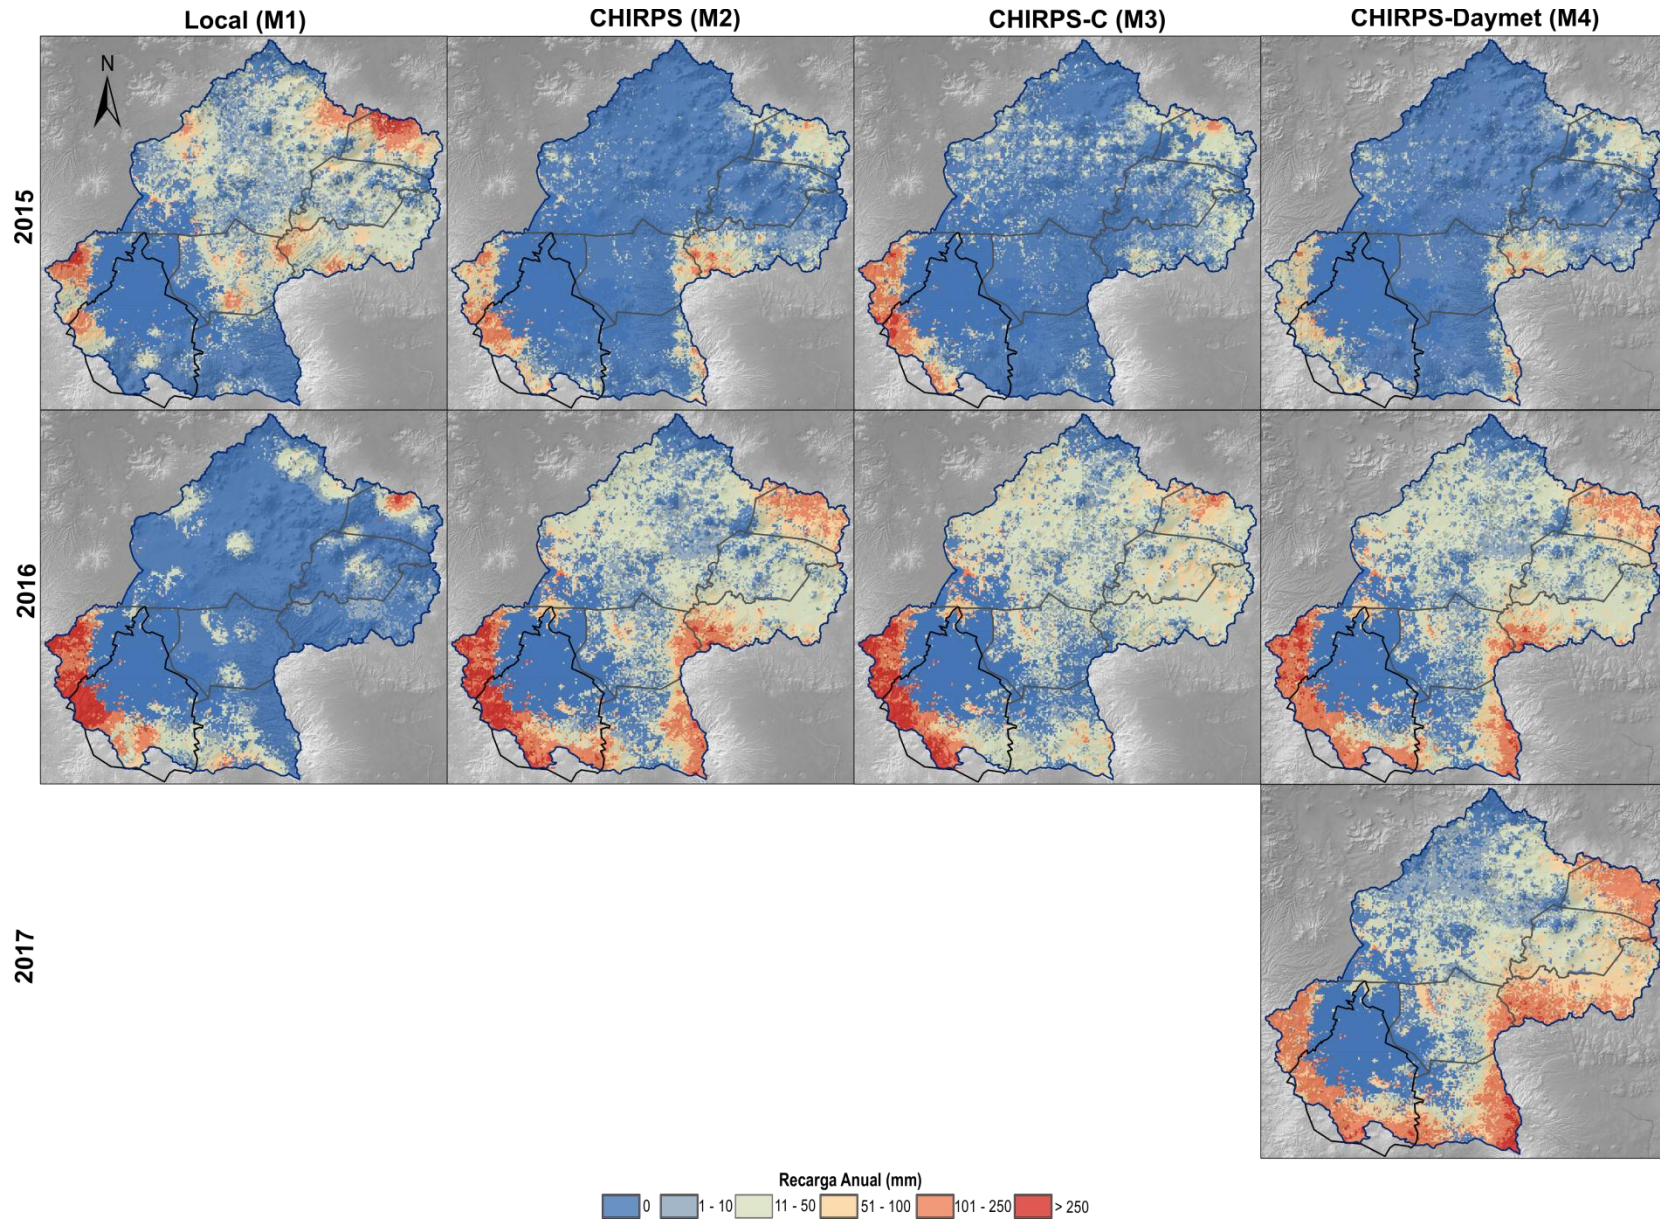 Local (M1)
CHIRPS (M2)
CHIRPS-C (M3)
CHIRPS-Daymet (M4)
N
2015
2016
2017
Recarga Anual (mm)
0
1 - 10
11 - 50
51 - 100
101 - 250
> 250